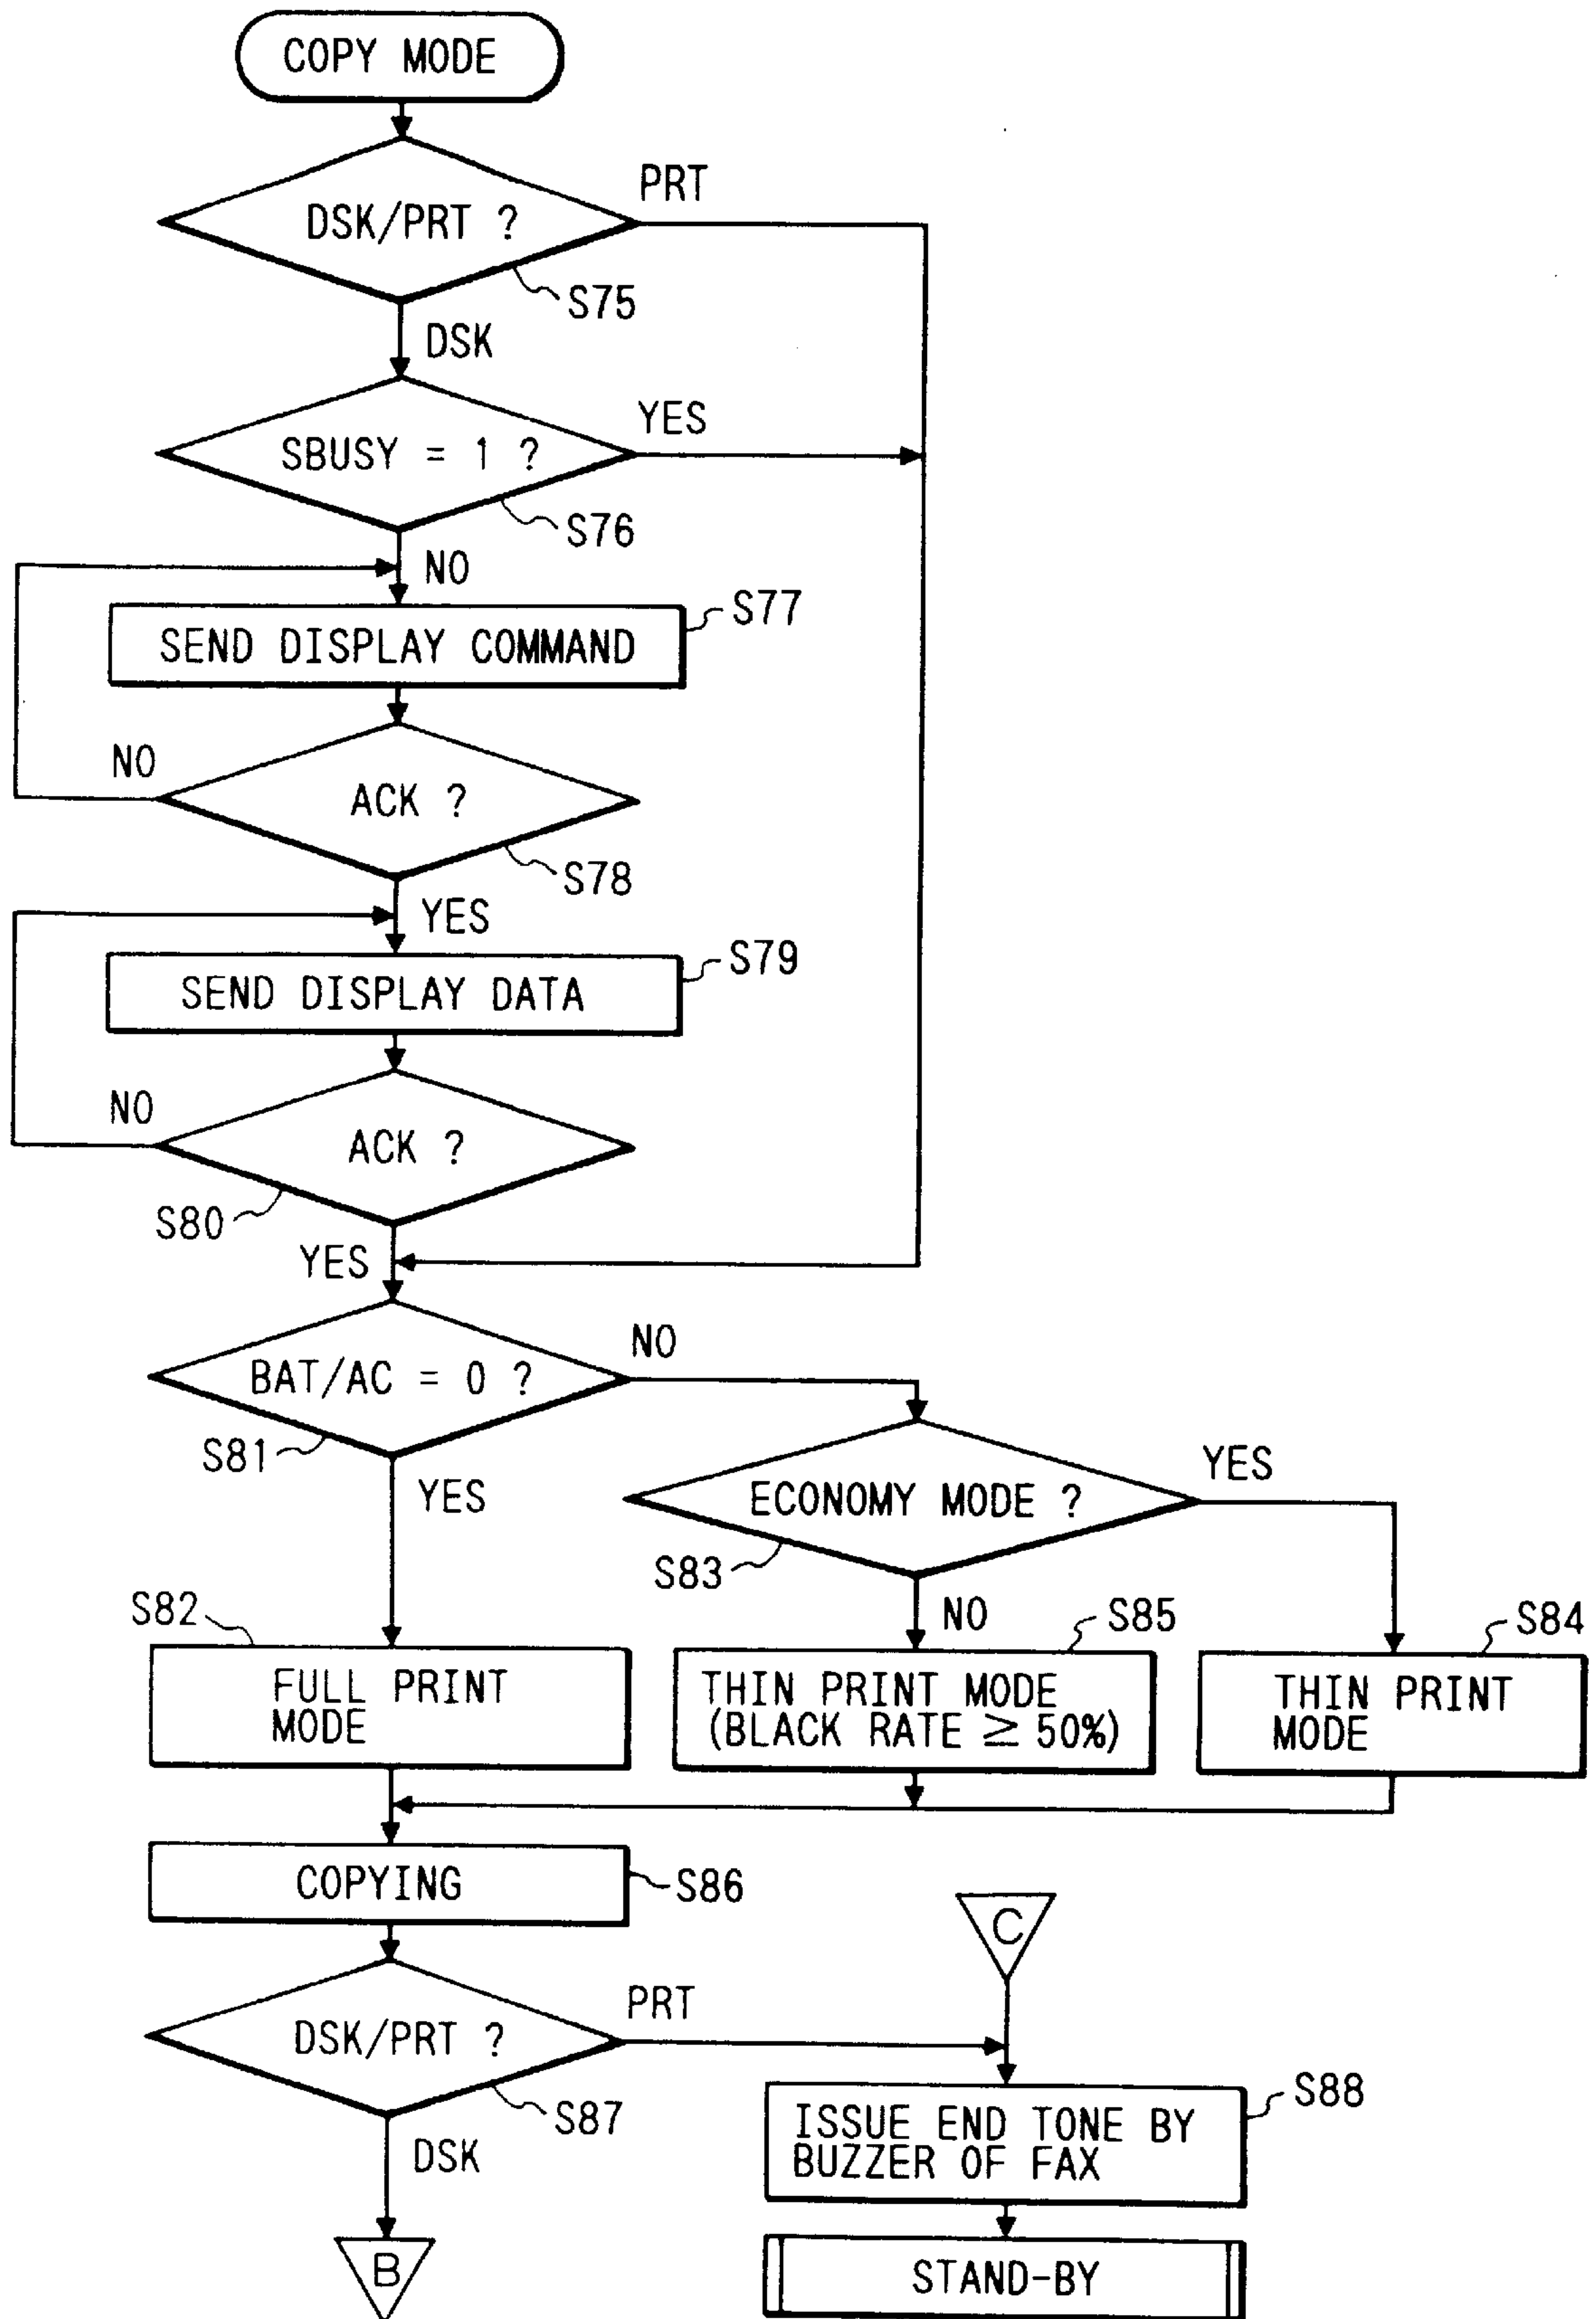 COPY MODE
DSK/PRT ?
PRT
S75
DSK
SBUSY = 1 ?
YES
S76
NO
SEND DISPLAY COMMAND
S77
NO
ACK ?
S78
YES
SEND DISPLAY DATA
S79
NO
ACK ?
S80
YES
BAT/AC = 0 ?
NO
S81
YES
ECONOMY MODE ?
YES
S83
NO
S82
FULL PRINT
MODE
S85
THIN PRINT MODE
(BLACK RATE ≥ 50%)
S84
THIN PRINT
MODE
COPYING
S86
C
DSK/PRT ?
PRT
S87
DSK
S88
ISSUE END TONE BY
BUZZER OF FAX
B
STAND-BY